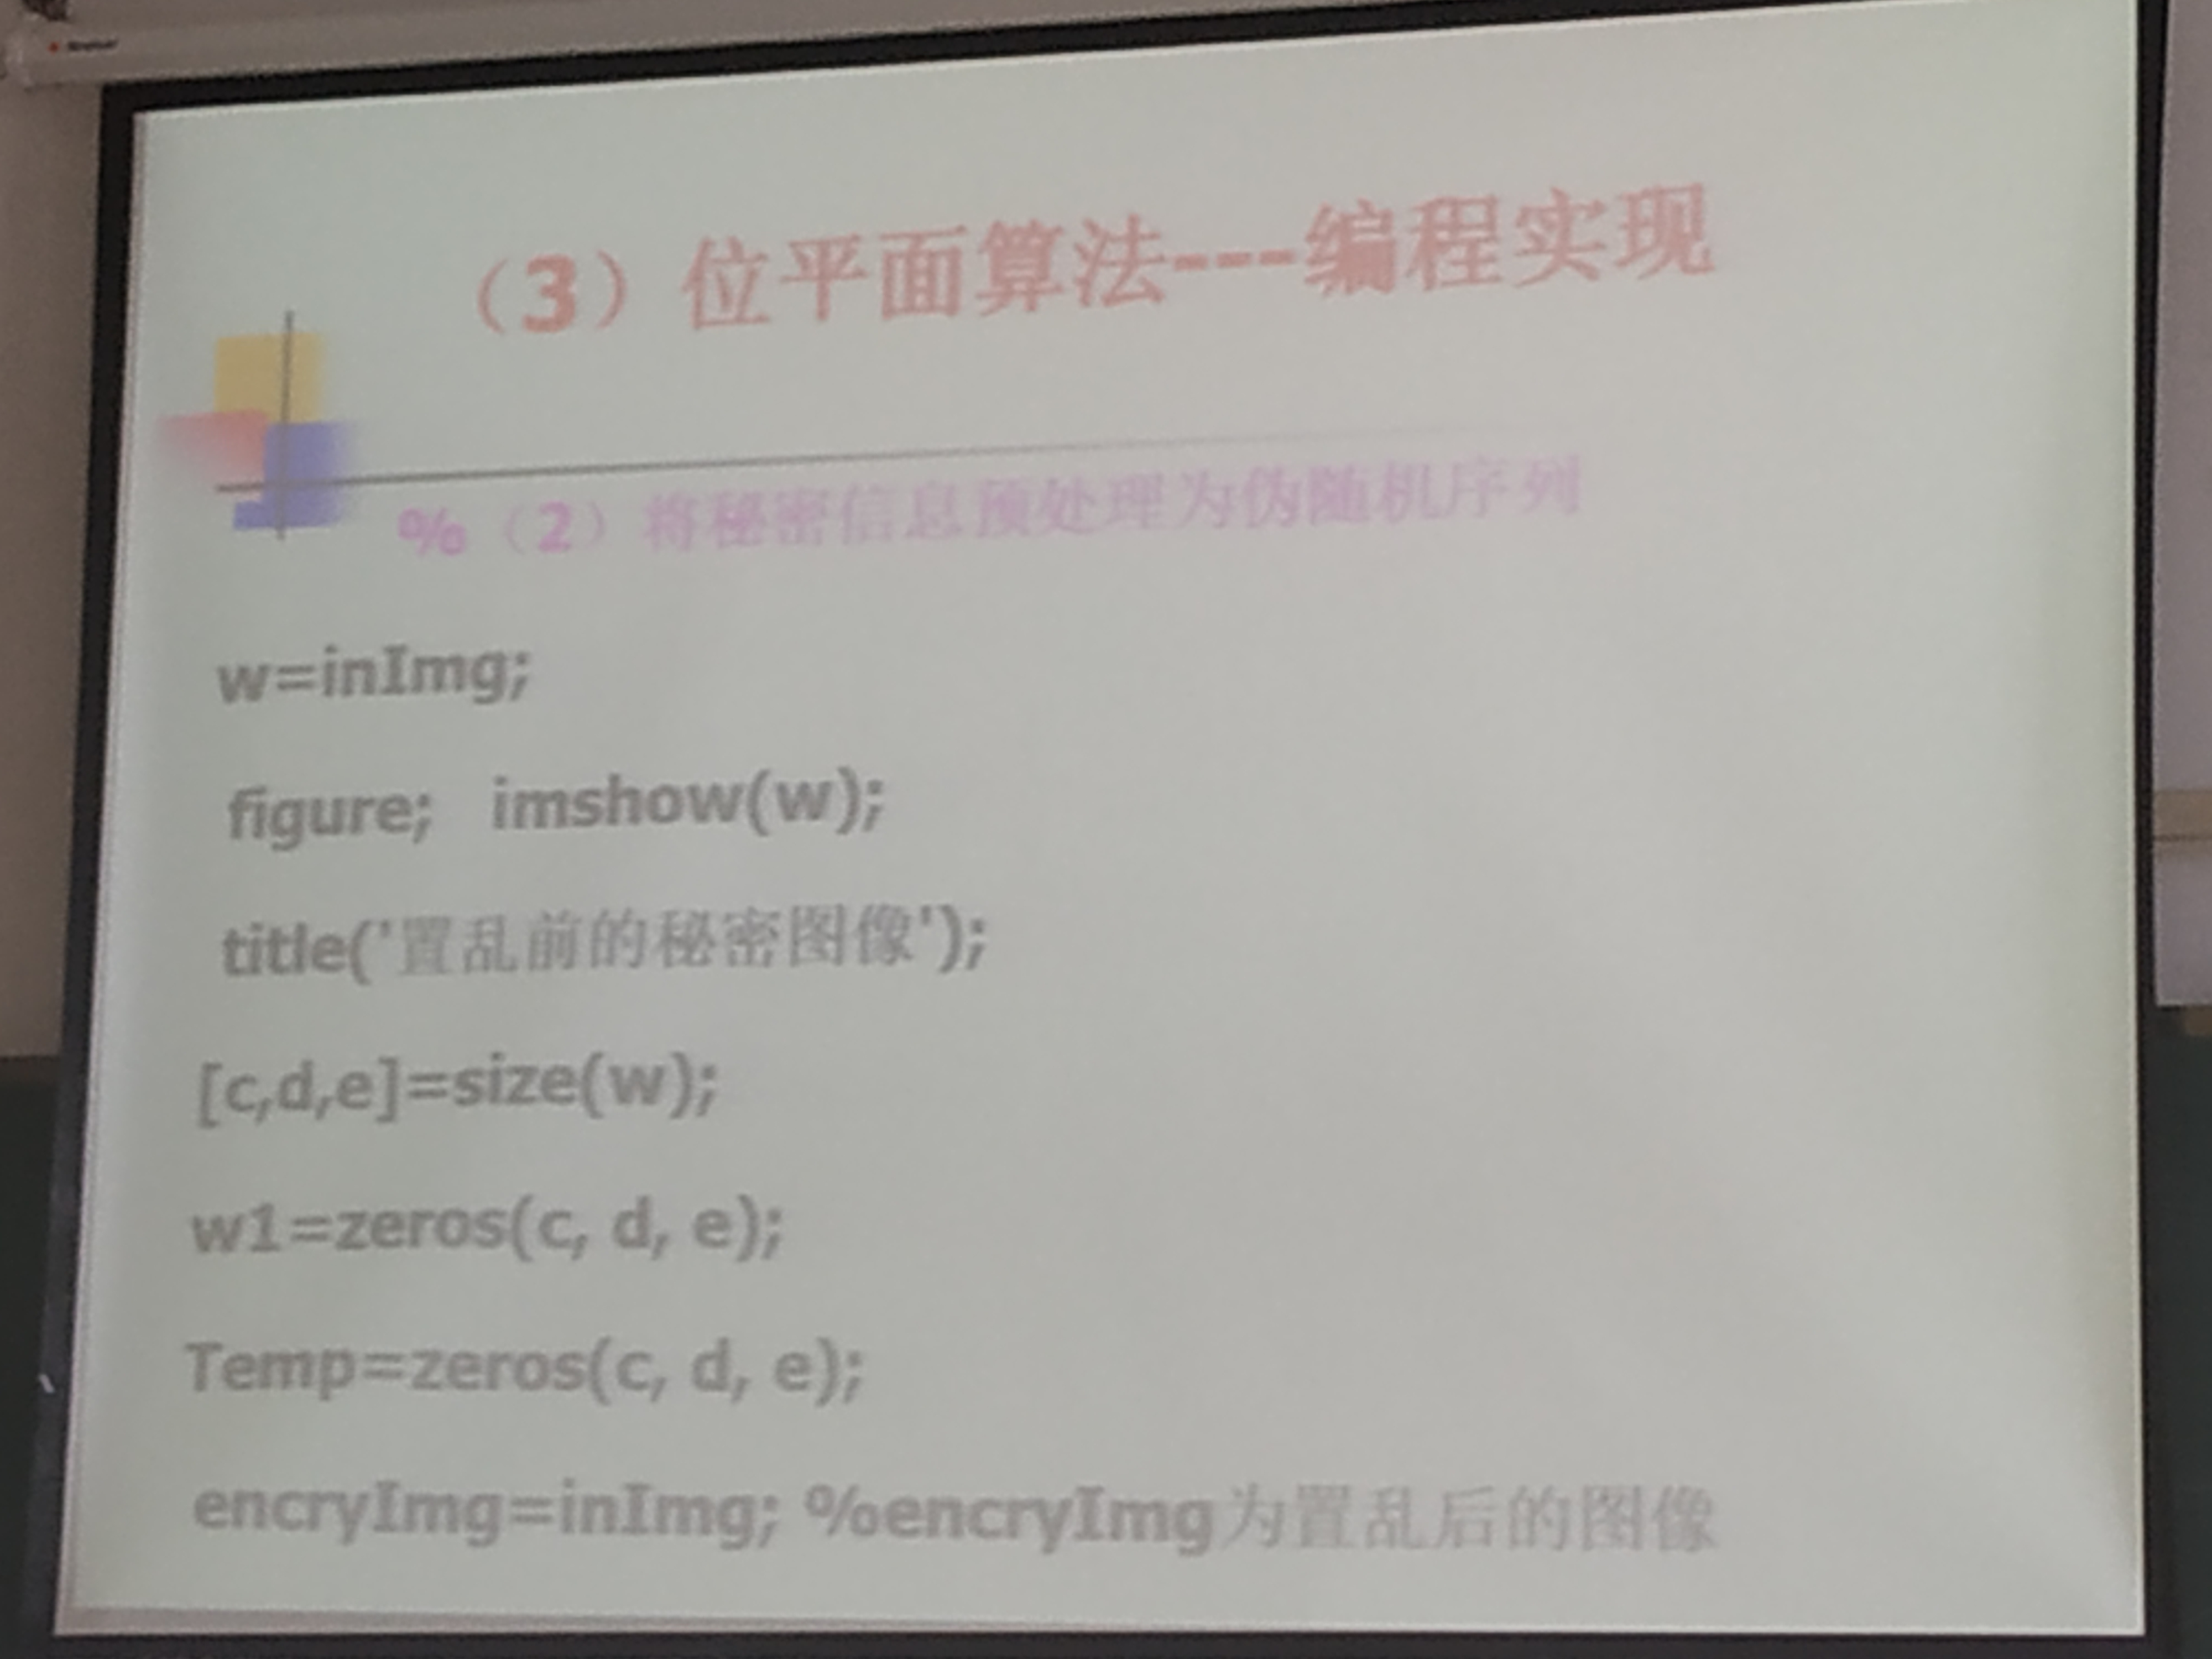 （3）位平面算法---编程实现
%（2）将秘密信息预处理为伪随机序列
w=inImg;
figure;   imshow(w);
title('置乱前的秘密图像');
[c,d,e]=size(w);
w1=zeros(c, d, e);
Temp=zeros(c, d, e);
encryImg=inImg; %encryImg为置乱后的图像